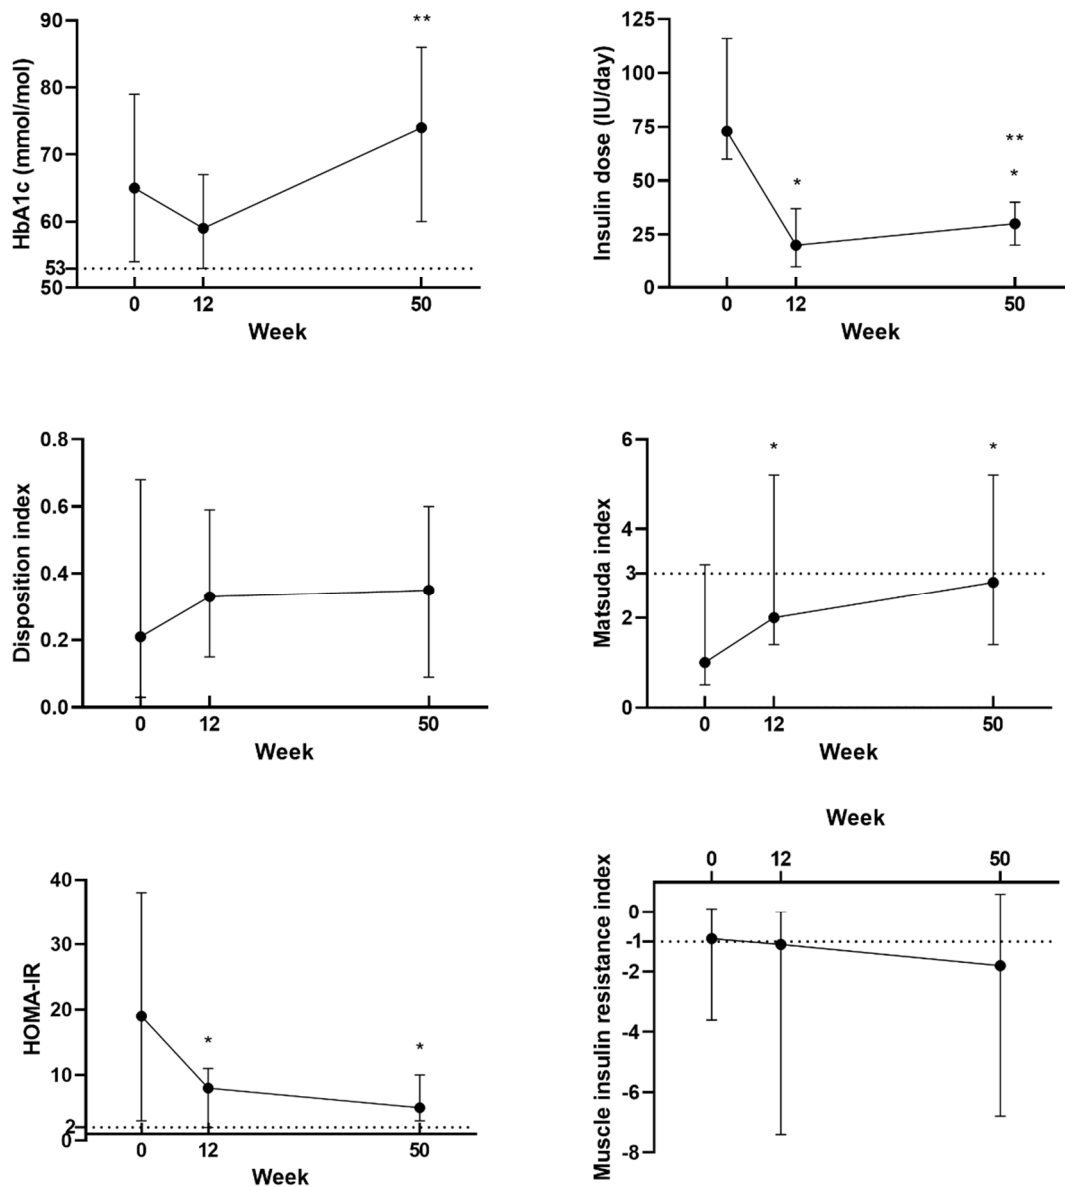 90
80
70
60
53
50
HbA1c (mmol/mol)
**
0 12 50
Week
125
100
75
50
25
0
Insulin dose (IU/day)
*
**
*
0 12 50
Week
0.8
0.6
0.4
0.2
0.0
Disposition index
0 12 50
Week
6
4
3
2
0
Matsuda index
*
*
0 12 50
Week
40
30
20
10
2
0
HOMA-IR
*
*
0 12 50
Week
Week
0 12 50
0
-1
-2
-4
-6
-8
Muscle insulin resistance index